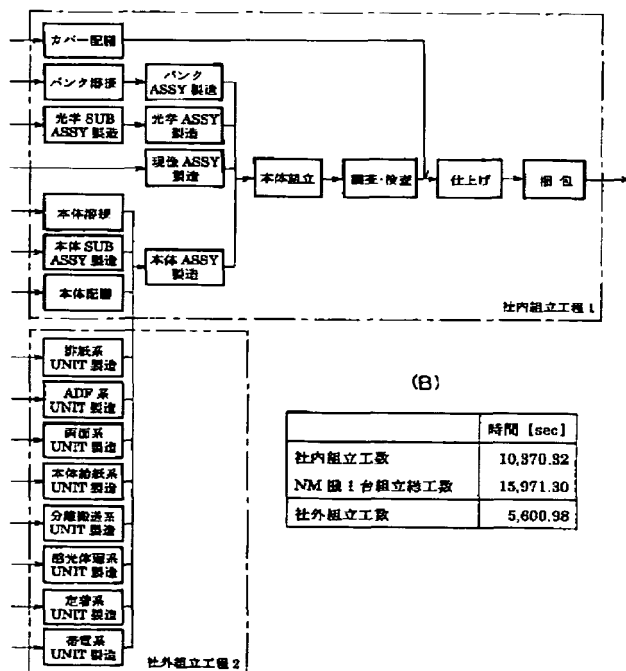 カバー配膳
バンク溶接
バンク
ASSY 製造
光学 SUB
ASSY 製造
光学 ASSY
製造
現像 ASSY
製造
本体組立
調整・検査
仕上げ
梱包
本体溶接
本体 SUB
ASSY 製造
本体 ASSY
製造
本体配膳
社内組立工程 1
排紙系
UNIT 製造
ADF 系
UNIT 製造
両面系
UNIT 製造
本体給紙系
UNIT 製造
分離搬送系
UNIT 製造
感光体廻系
UNIT 製造
定着系
UNIT 製造
帯電系
UNIT 製造
社外組立工程 2
(B)
時間 [sec]
社内組立工数 10,370.32
NM 機 1 台組立総工数 15,971.30
社外組立工数 5,600.98